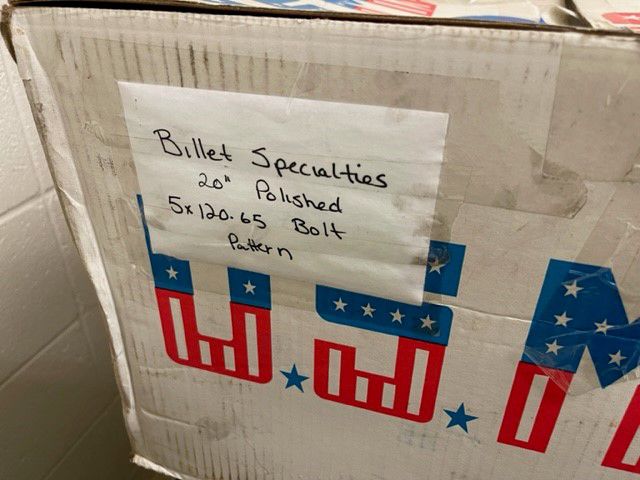 Billet Specialties
20" Polished
5x120.65 Bolt
Pattern
U.S.M